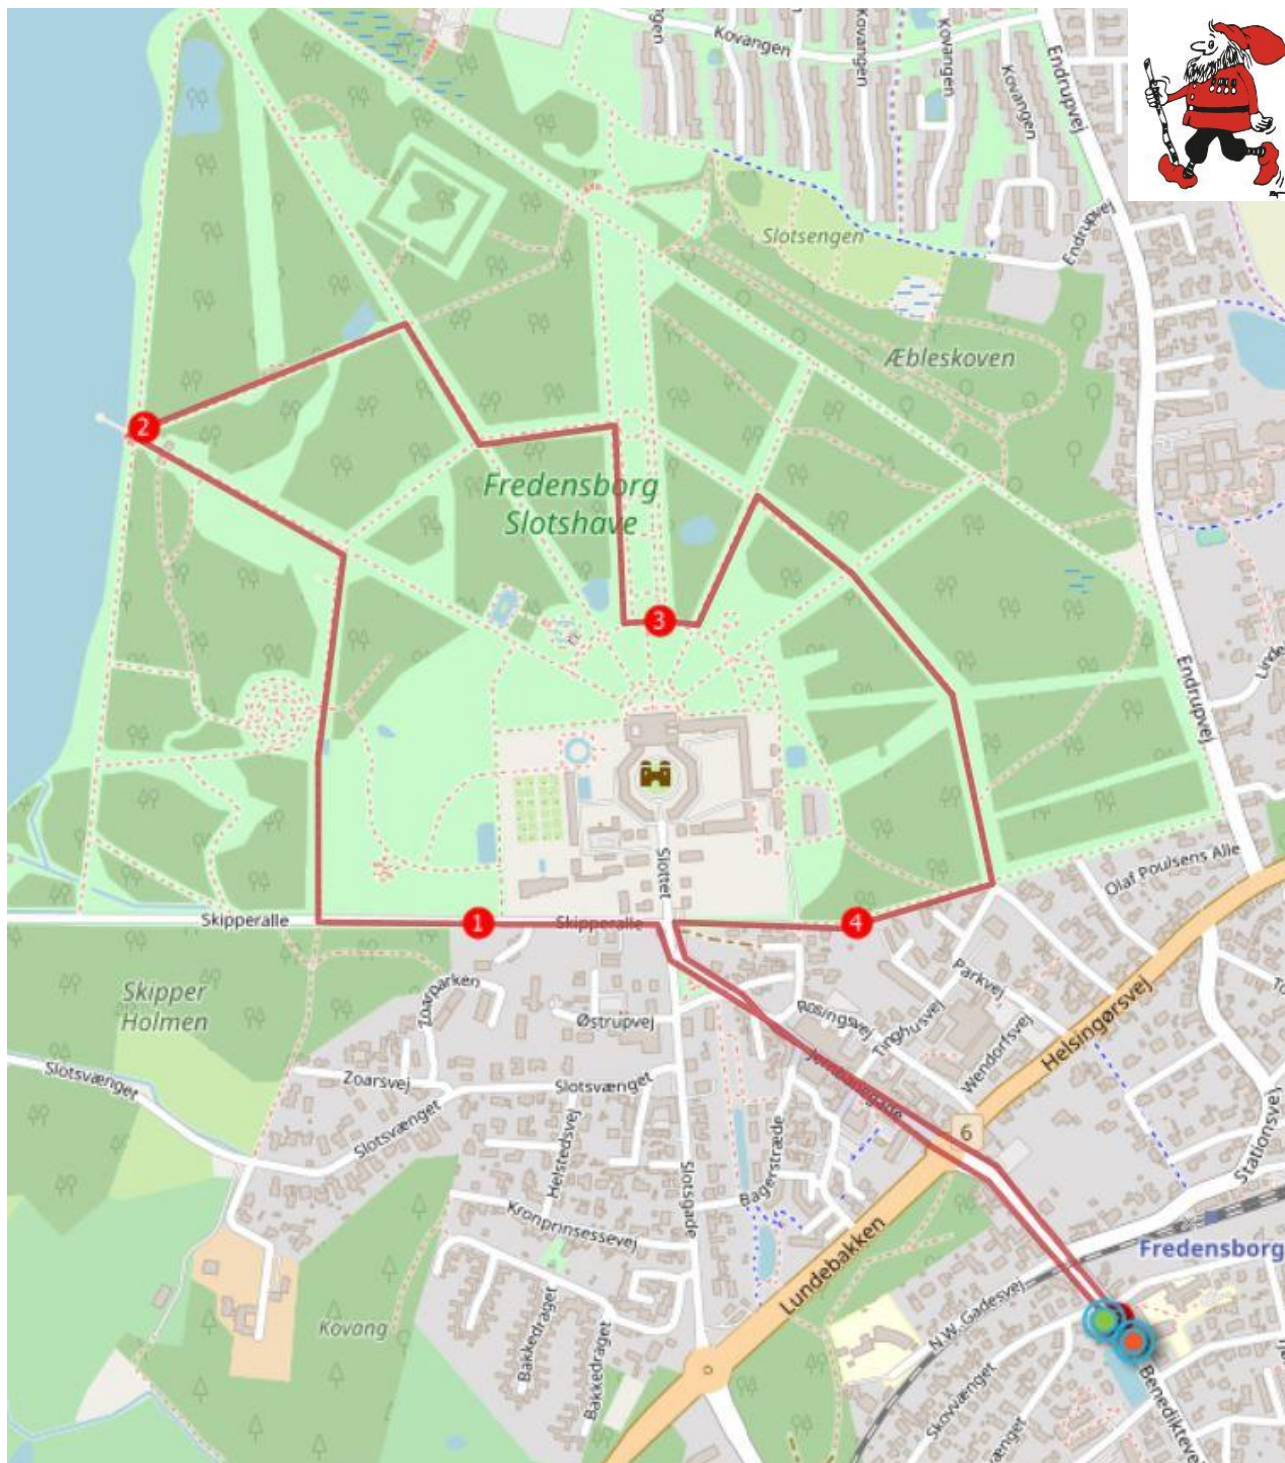 Kovangen
Kovangen
Kovangen
Kovangen
Endrupvej
Endrupvej
Slotsengen
Æbleskoven
2
Fredensborg
Slotshave
3
Endrupvej
Slottet
Olaf Poulsens Alle
Skipperalle
1
Skipperalle
4
Skipper
Holmen
Zoarparken
Østrupvej
Rosingsvej
Tinghusvej
Parkvej
Wendorfsvej
Helsingørsvej
Slotsvænget
Zoarsvej
Slotsvænget
Slotsvænget
Helstedsvej
Jernbanegade
6
Bagerstræde
Slotsgade
Stationsvej
Kronprinsessevej
Lundebakken
Fredensborg
Kovang
Bakkedraget
Bakkedraget
N.W. Gadesvej
Skovvænget
vænget